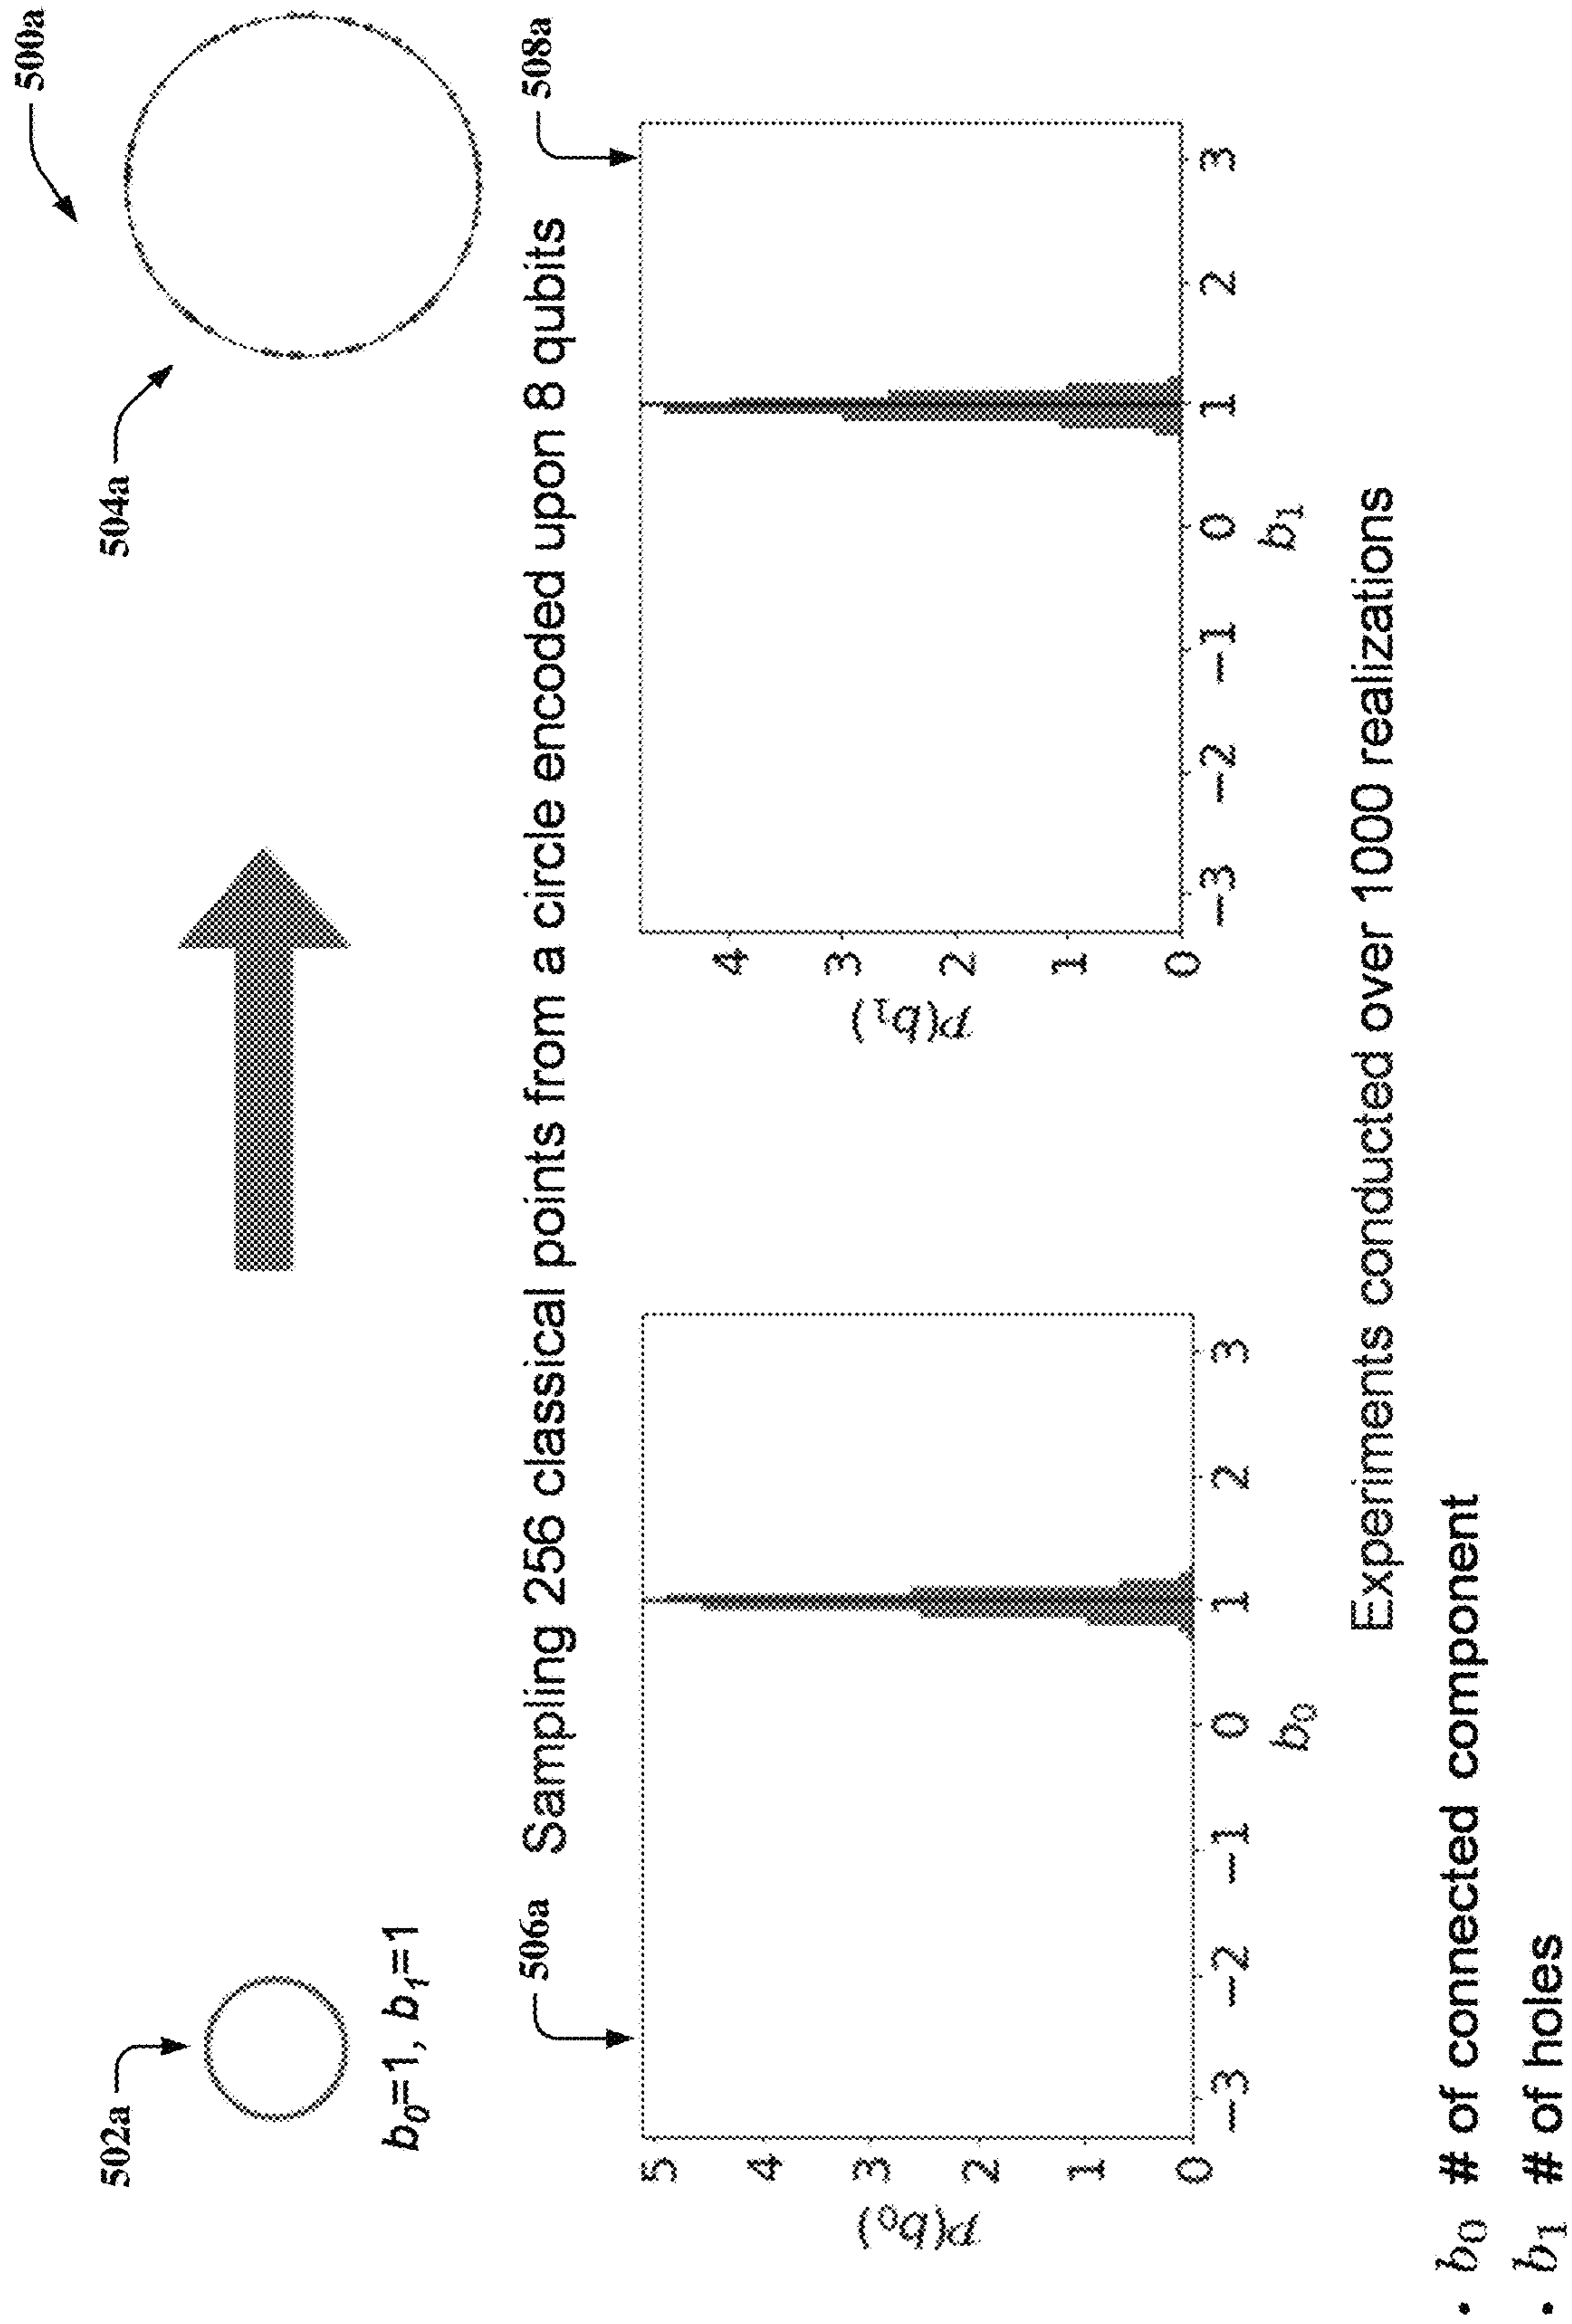 500a
502a
504a
b₀=1, b₁=1
506a
Sampling 256 classical points from a circle encoded upon 8 qubits
508a
p(b₀)
5
4
3
2
1
0
−3 −2 −1 0 1 2 3
b₀
p(b₁)
4
3
2
1
0
−3 −2 −1 0 1 2 3
b₁
Experiments conducted over 1000 realizations
• b₀ # of connected component
• b₁ # of holes